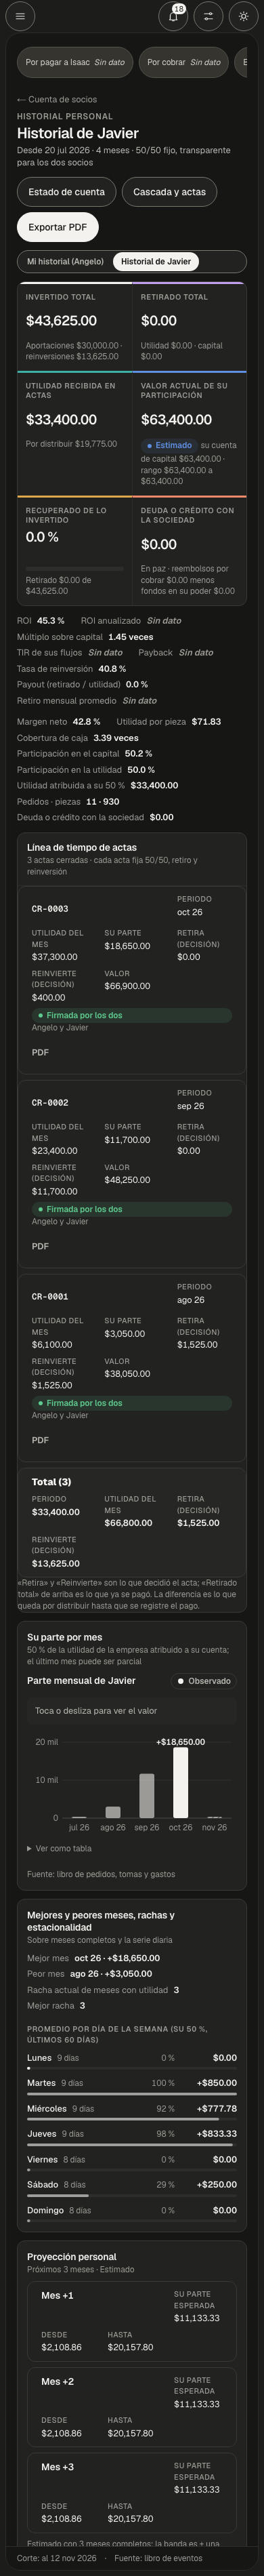 18
Por pagar a Isaac Sin dato
Por cobrar Sin dato
← Cuenta de socios
HISTORIAL PERSONAL
Historial de Javier
Desde 20 jul 2026 · 4 meses · 50/50 fijo, transparente
para los dos socios
Estado de cuenta
Cascada y actas
Exportar PDF
Mi historial (Angelo)
Historial de Javier
INVERTIDO TOTAL
$43,625.00
Aportaciones $30,000.00 ·
reinversiones $13,625.00
RETIRADO TOTAL
$0.00
Utilidad $0.00 · capital
$0.00
UTILIDAD RECIBIDA EN
ACTAS
$33,400.00
Por distribuir $19,775.00
VALOR ACTUAL DE SU
PARTICIPACIÓN
$63,400.00
Estimado su cuenta
de capital $63,400.00 ·
rango $63,400.00 a
$63,400.00
RECUPERADO DE LO
INVERTIDO
0.0 %
Retirado $0.00 de
$43,625.00
DEUDA O CRÉDITO CON
LA SOCIEDAD
$0.00
En paz · reembolsos por
cobrar $0.00 menos
fondos en su poder $0.00
ROI 45.3 % ROI anualizado Sin dato
Múltiplo sobre capital 1.45 veces
TIR de sus flujos Sin dato Payback Sin dato
Tasa de reinversión 40.8 %
Payout (retirado / utilidad) 0.0 %
Retiro mensual promedio Sin dato
Margen neto 42.8 % Utilidad por pieza $71.83
Cobertura de caja 3.39 veces
Participación en el capital 50.2 %
Participación en la utilidad 50.0 %
Utilidad atribuida a su 50 % $33,400.00
Pedidos · piezas 11 · 930
Deuda o crédito con la sociedad $0.00
Línea de tiempo de actas
3 actas cerradas · cada acta fija 50/50, retiro y
reinversión
CR-0003
PERIODO
oct 26
UTILIDAD DEL
MES
$37,300.00
SU PARTE
$18,650.00
RETIRA
(DECISIÓN)
$0.00
REINVIERTE
(DECISIÓN)
$400.00
VALOR
$66,900.00
Firmada por los dos
Angelo y Javier
PDF
CR-0002
PERIODO
sep 26
UTILIDAD DEL
MES
$23,400.00
SU PARTE
$11,700.00
RETIRA
(DECISIÓN)
$0.00
REINVIERTE
(DECISIÓN)
$11,700.00
VALOR
$48,250.00
Firmada por los dos
Angelo y Javier
PDF
CR-0001
PERIODO
ago 26
UTILIDAD DEL
MES
$6,100.00
SU PARTE
$3,050.00
RETIRA
(DECISIÓN)
$1,525.00
REINVIERTE
(DECISIÓN)
$1,525.00
VALOR
$38,050.00
Firmada por los dos
Angelo y Javier
PDF
Total (3)
PERIODO
$33,400.00
UTILIDAD DEL
MES
$66,800.00
RETIRA
(DECISIÓN)
$1,525.00
REINVIERTE
(DECISIÓN)
$13,625.00
«Retira» y «Reinvierte» son lo que decidió el acta; «Retirado
total» de arriba es lo que ya se pagó. La diferencia es lo que
queda por distribuir hasta que se registre el pago.
Su parte por mes
50 % de la utilidad de la empresa atribuido a su cuenta;
el último mes puede ser parcial
Parte mensual de Javier
Observado
Toca o desliza para ver el valor
+$18,650.00
20 mil
10 mil
0
jul 26 ago 26 sep 26 oct 26 nov 26
▶ Ver como tabla
Fuente: libro de pedidos, tomas y gastos
Mejores y peores meses, rachas y
estacionalidad
Sobre meses completos y la serie diaria
Mejor mes oct 26 · +$18,650.00
Peor mes ago 26 · +$3,050.00
Racha actual de meses con utilidad 3
Mejor racha 3
PROMEDIO POR DÍA DE LA SEMANA (SU 50 %,
ÚLTIMOS 60 DÍAS)
Lunes 9 días 0 % $0.00
Martes 9 días 100 % +$850.00
Miércoles 9 días 92 % +$777.78
Jueves 9 días 98 % +$833.33
Viernes 8 días 0 % $0.00
Sábado 8 días 29 % +$250.00
Domingo 8 días 0 % $0.00
Proyección personal
Próximos 3 meses · Estimado
Mes +1
SU PARTE
ESPERADA
$11,133.33
DESDE
$2,108.86
HASTA
$20,157.80
Mes +2
SU PARTE
ESPERADA
$11,133.33
DESDE
$2,108.86
HASTA
$20,157.80
Mes +3
SU PARTE
ESPERADA
$11,133.33
DESDE
$2,108.86
HASTA
$20,157.80
Estimado con 3 meses completos: la banda es + una
Corte: al 12 nov 2026 · Fuente: libro de eventos